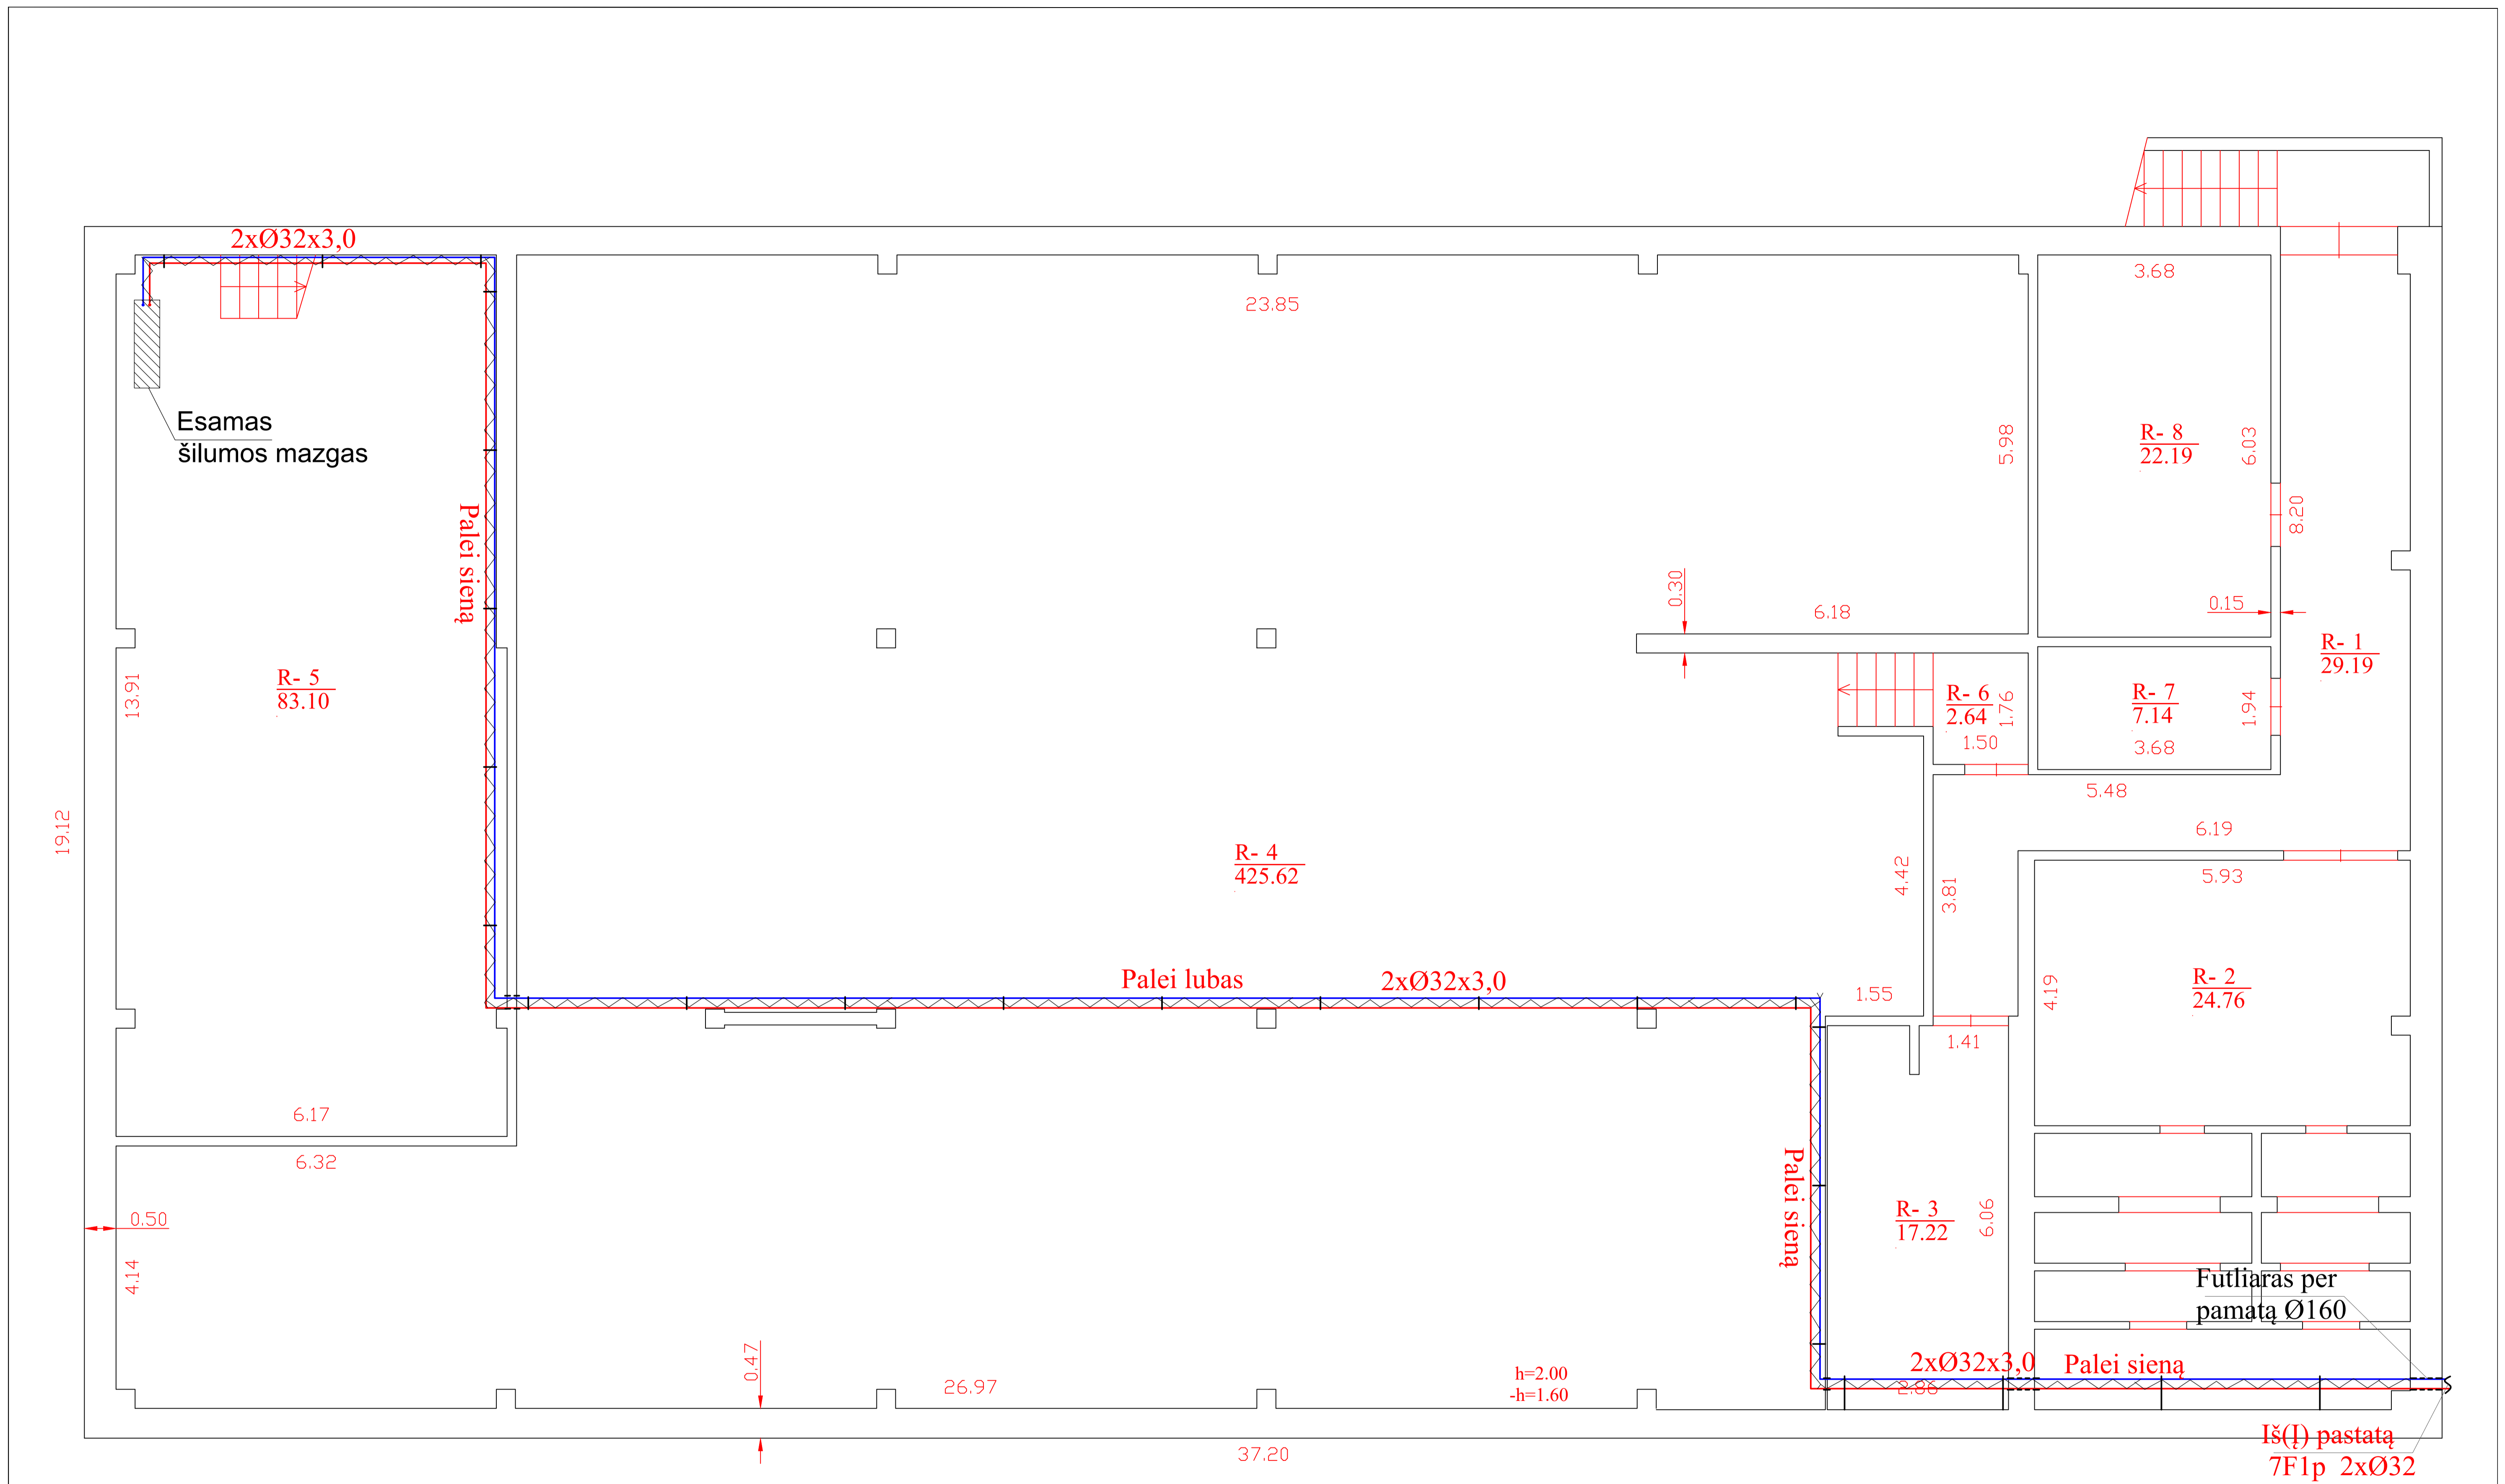 2xØ32x3,0
3.68
23.85
Esamas
šilumos mazgas
5.98
R- 8
22.19
6.03
8.20
Palei sieną
0.30
6.18
0.15
R- 1
29.19
R- 5
83.10
13.91
R- 6
2.64
1.76
1.50
R- 7
7.14
1.94
3.68
5.48
19.12
6.19
R- 4
425.62
4.42
3.81
5.93
Palei lubas
2xØ32x3,0
1.55
4.19
R- 2
24.76
1.41
6.17
6.32
Palei sieną
0.50
R- 3
17.22
6.06
4.14
Futliaras per
pamatą Ø160
0.47
26.97
h=2.00
-h=1.60
2xØ32x3,0
Palei sieną
2.86
37.20
Iš(Į) pastatą
7F1p 2xØ32